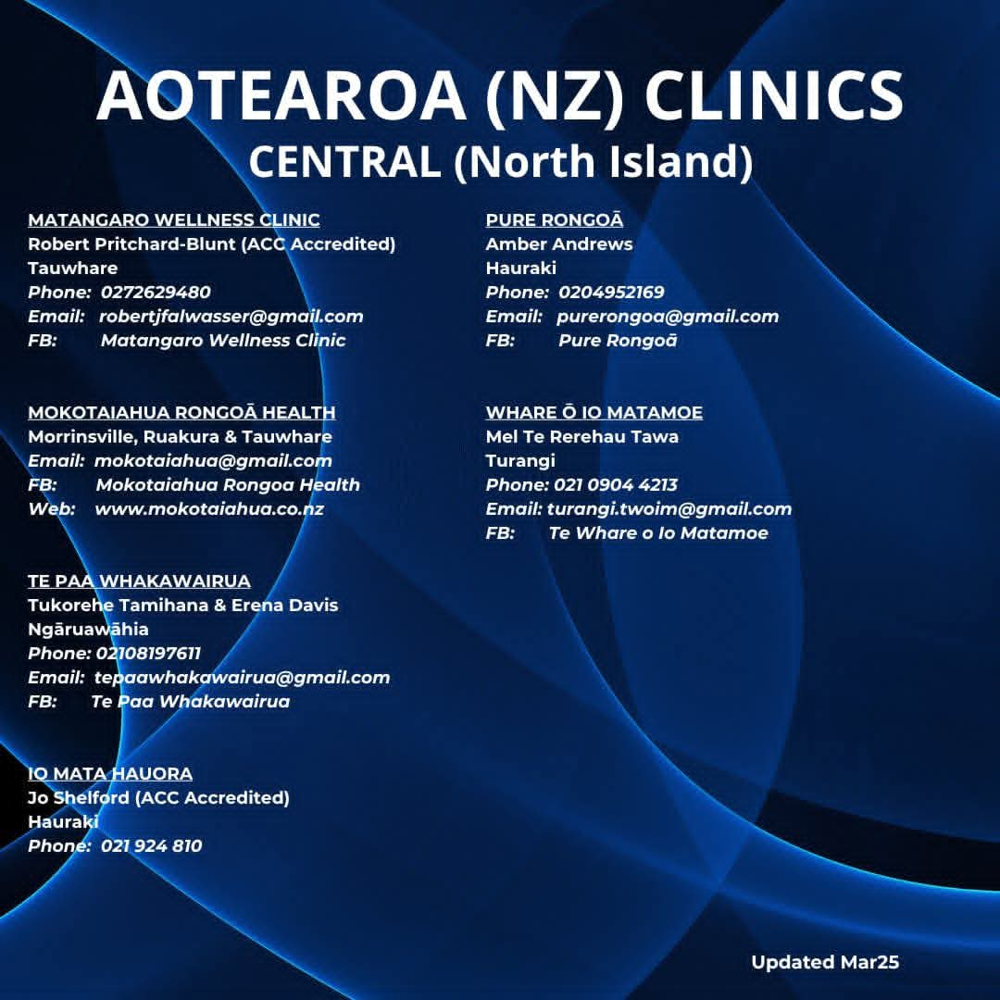 AOTEAROA (NZ) CLINICS
CENTRAL (North Island)
MATANGARO WELLNESS CLINIC
Robert Pritchard-Blunt (ACC Accredited)
Tauwhare
Phone: 0272629480
Email: robertjfalwasser@gmail.com
FB: Matangaro Wellness Clinic
MOKOTAIAHUA RONGOĀ HEALTH
Morrinsville, Ruakura & Tauwhare
Email: mokotaiahua@gmail.com
FB: Mokotaiahua Rongoa Health
Web: www.mokotaiahua.co.nz
TE PAA WHAKAWAIRUA
Tukorehe Tamihana & Erena Davis
Ngāruawāhia
Phone: 02108197611
Email: tepaawhakawairua@gmail.com
FB: Te Paa Whakawairua
IO MATA HAUORA
Jo Shelford (ACC Accredited)
Hauraki
Phone: 021 924 810
PURE RONGOĀ
Amber Andrews
Hauraki
Phone: 0204952169
Email: purerongoa@gmail.com
FB: Pure Rongoā
WHARE Ō IO MATAMOE
Mel Te Rerehau Tawa
Turangi
Phone: 021 0904 4213
Email: turangi.twoim@gmail.com
FB: Te Whare o Io Matamoe
Updated Mar25